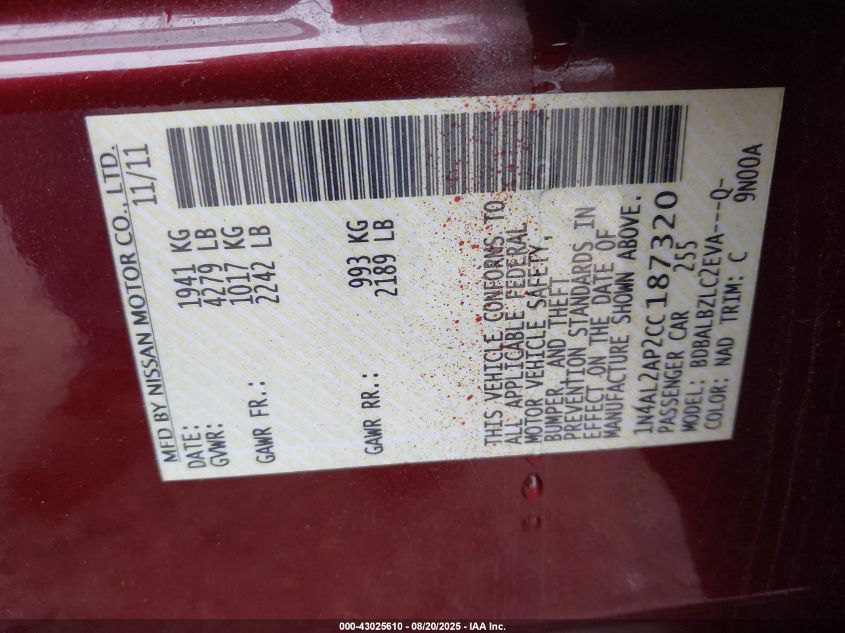 MFD BY NISSAN MOTOR CO., LTD.
DATE: 11/11
GVWR: 1941 KG
4279 LB
GAWR FR.: 1017 KG
2242 LB
GAWR RR.: 993 KG
2189 LB
THIS VEHICLE CONFORMS TO
ALL APPLICABLE FEDERAL
MOTOR VEHICLE SAFETY,
BUMPER AND THEFT
PREVENTION STANDARDS IN
EFFECT ON THE DATE OF
MANUFACTURE SHOWN ABOVE.
1N4AL2AP2CC187320
PASSENGER CAR 255
MODEL: BDBALBZLC2EVA---Q-
COLOR: NAD TRIM: C 9N00A
000-43025610 - 08/20/2025 - IAA Inc.